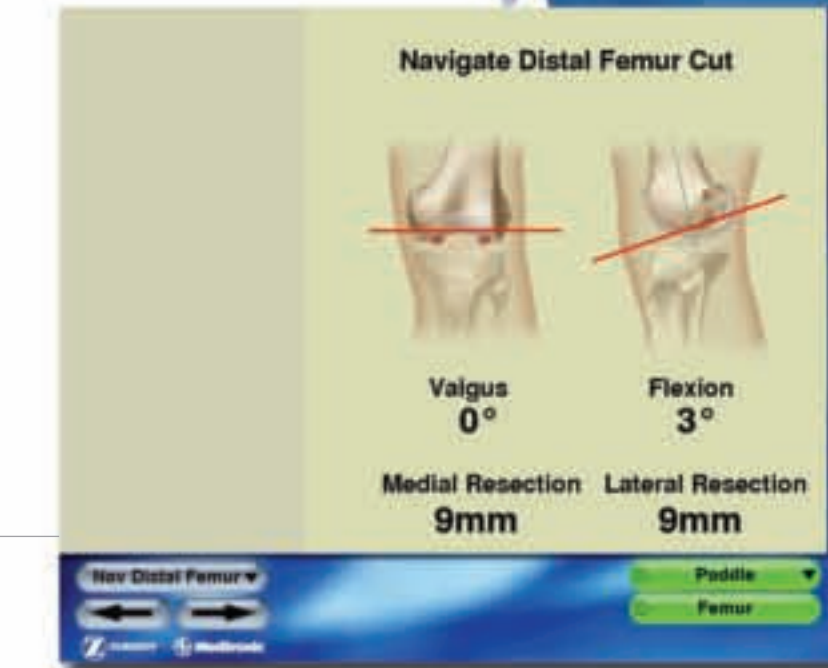 Navigate Distal Femur Cut
Valgus Flexion
0° 3°
Medial Resection Lateral Resection
9mm 9mm
Nav Distal Femur Paddle
Femur
Medtronic